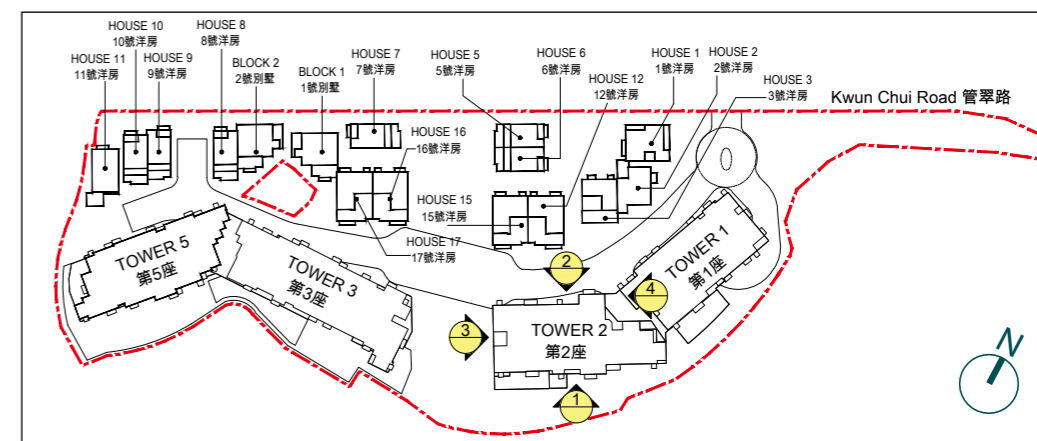 HOUSE 11
11號洋房
HOUSE 10
10號洋房
HOUSE 9
9號洋房
HOUSE 8
8號洋房
BLOCK 2
2號別墅
BLOCK 1
1號別墅
HOUSE 7
7號洋房
HOUSE 5
5號洋房
HOUSE 6
6號洋房
HOUSE 12
12號洋房
HOUSE 1
1號洋房
HOUSE 2
2號洋房
HOUSE 3
3號洋房
Kwun Chui Road 管翠路
HOUSE 16
16號洋房
HOUSE 15
15號洋房
HOUSE 17
17號洋房
TOWER 5
第5座
TOWER 3
第3座
TOWER 1
第1座
2
4
3
TOWER 2
第2座
1
N